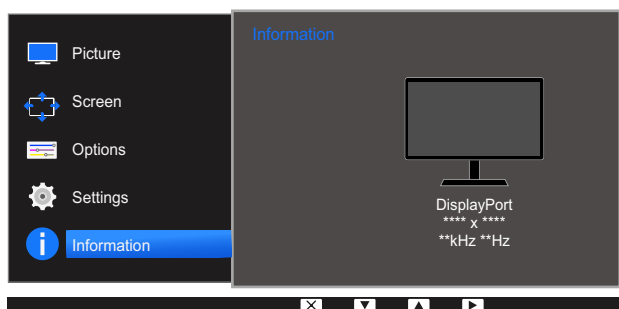 Picture
Screen
Options
Settings
Information
Information
DisplayPort
**** x ****
**kHz **Hz